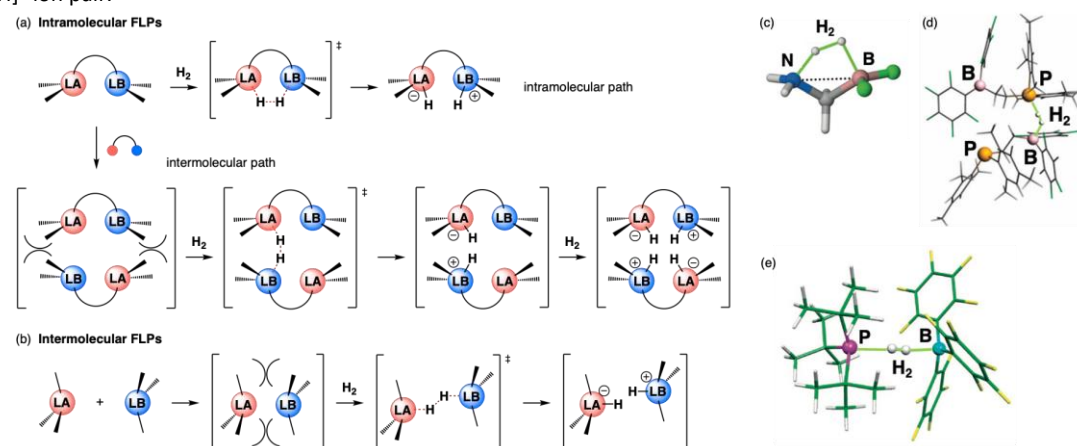 (a) Intramolecular FLPs
LA LB
H₂
LA LB
H H
‡
LA LB
⊖ H H ⊕
intramolecular path
intermolecular path
LA LB
LB LA
H₂
LA LB
H
H
LB LA
‡
LA LB
⊖ H
⊕ H
LB LA
H₂
LA LB
⊖ H H ⊕
⊕ H H ⊖
LB LA
(b) Intermolecular FLPs
LA + LB
LA LB
H₂
LA H H LB
‡
LA ⊖ H
H LB ⊕
(c)
H₂
N B
(d)
B P
H₂
P B
(e)
P B
H₂